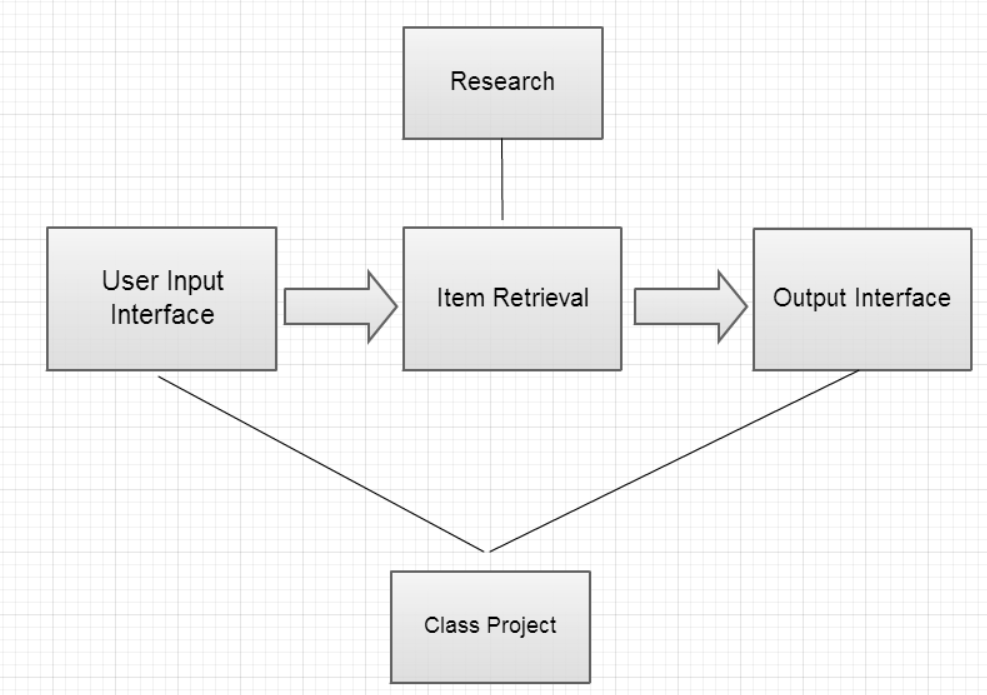 Research
User Input
Interface
Item Retrieval
Output Interface
Class Project